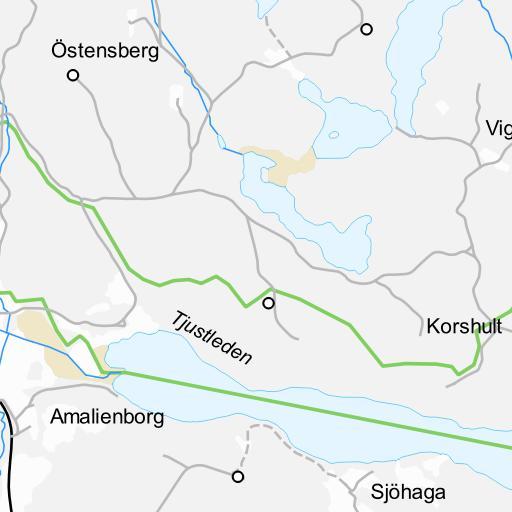 Östensberg
Vig
Tjustleden
Korshult
Amalienborg
Sjöhaga